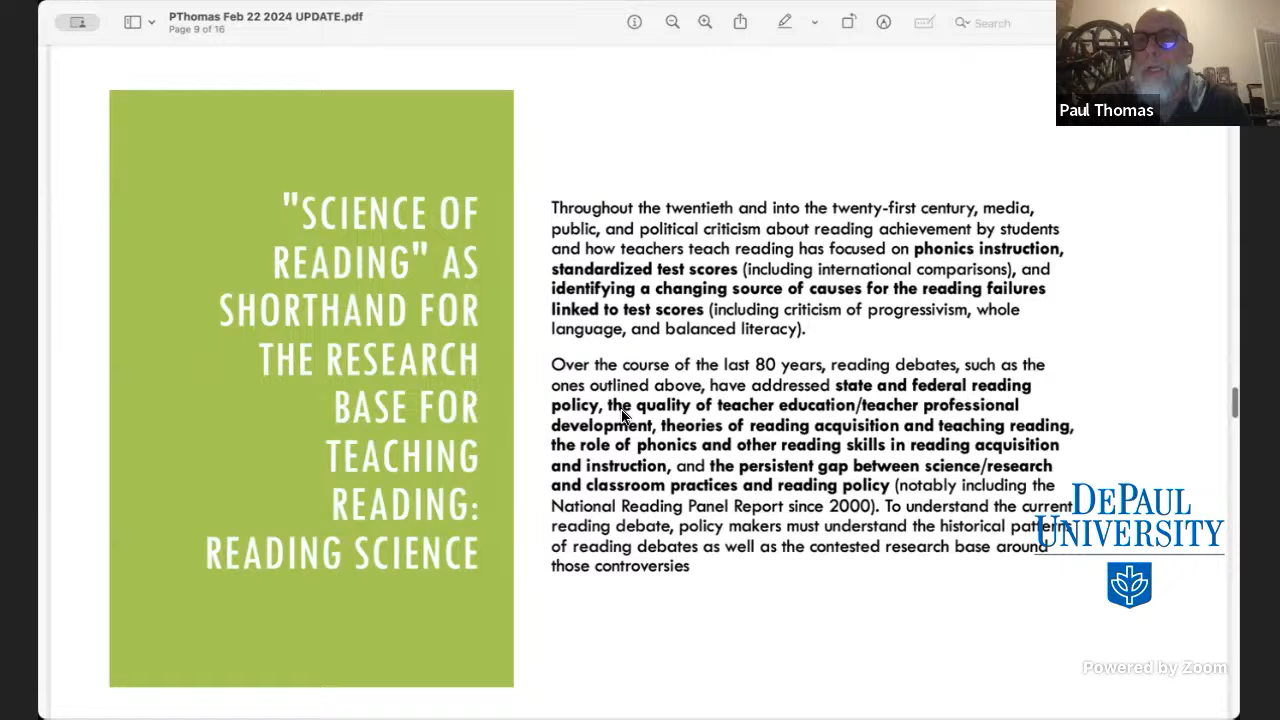 PThomas Feb 22 2024 UPDATE.pdf
Page 9 of 16
Search
Paul Thomas
"SCIENCE OF
READING" AS
SHORTHAND FOR
THE RESEARCH
BASE FOR
TEACHING
READING:
READING SCIENCE
Throughout the twentieth and into the twenty-first century, media,
public, and political criticism about reading achievement by students
and how teachers teach reading has focused on phonics instruction,
standardized test scores (including international comparisons), and
identifying a changing source of causes for the reading failures
linked to test scores (including criticism of progressivism, whole
language, and balanced literacy).
Over the course of the last 80 years, reading debates, such as the
ones outlined above, have addressed state and federal reading
policy, the quality of teacher education/teacher professional
development, theories of reading acquisition and teaching reading,
the role of phonics and other reading skills in reading acquisition
and instruction, and the persistent gap between science/research
and classroom practices and reading policy (notably including the
National Reading Panel Report since 2000). To understand the current
reading debate, policy makers must understand the historical patterns
of reading debates as well as the contested research base around
those controversies
DEPAUL
UNIVERSITY
Powered by Zoom